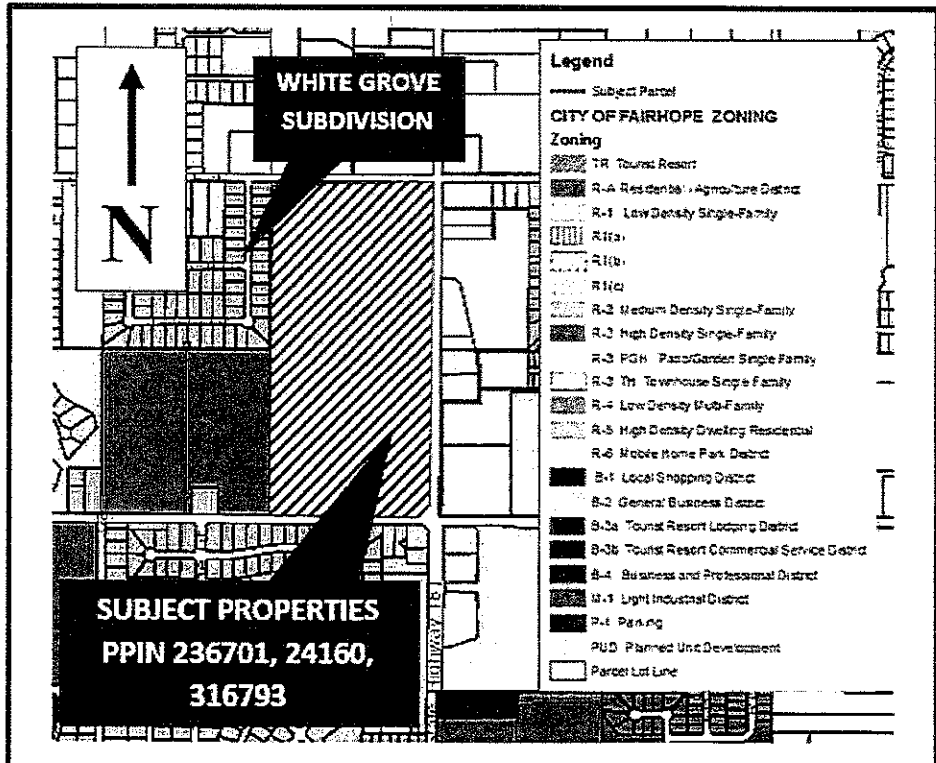 N
WHITE GROVE
SUBDIVISION
SUBJECT PROPERTIES
PPIN 236701, 24160,
316793
Highway 181
Legend
Subject Parcel
CITY OF FAIRHOPE ZONING
Zoning
TR Tourist Resort
R-A Residential - Agriculture District
R-1 Low Density Single-Family
R1(a)
R1(b)
R1(c)
R-2 Medium Density Single-Family
R-3 High Density Single-Family
R-3 PGH Patio/Garden Single Family
R-3 TH Townhouse Single Family
R-4 Low Density Multi-Family
R-5 High Density Dwelling Residential
R-6 Mobile Home Park District
B-1 Local Shopping District
B-2 General Business District
B-3a Tourist Resort Lodging District
B-3b Tourist Resort Commercial Service District
B-4 Business and Professional District
M-1 Light Industrial District
P-1 Parking
PUD Planned Unit Development
Parcel Lot Line